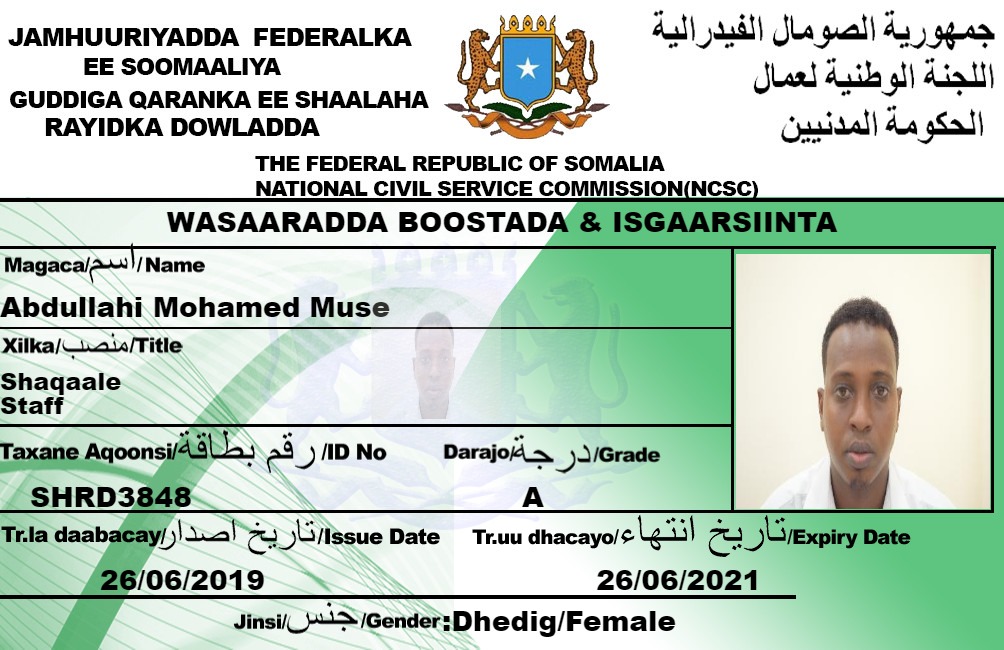 JAMHUURIYADDA FEDERALKA
EE SOOMAALIYA
GUDDIGA QARANKA EE SHAALAHA
RAYIDKA DOWLADDA
جمهورية الصومال الفيدرالية
اللجنة الوطنية لعمال
الحكومة المدنيين
THE FEDERAL REPUBLIC OF SOMALIA
NATIONAL CIVIL SERVICE COMMISSION(NCSC)
WASAARADDA BOOSTADA & ISGAARSIINTA
Magaca/اسم/Name
Abdullahi Mohamed Muse
Xilka/منصب/Title
Shaqaale
Staff
Taxane Aqoonsi/رقم بطاقة/ID No
Darajo/درجة/Grade
SHRD3848
A
Tr.la daabacay/تاريخ اصدار/Issue Date
Tr.uu dhacayo/تاريخ انتهاء/Expiry Date
26/06/2019
26/06/2021
Jinsi/جنس/Gender:Dhedig/Female